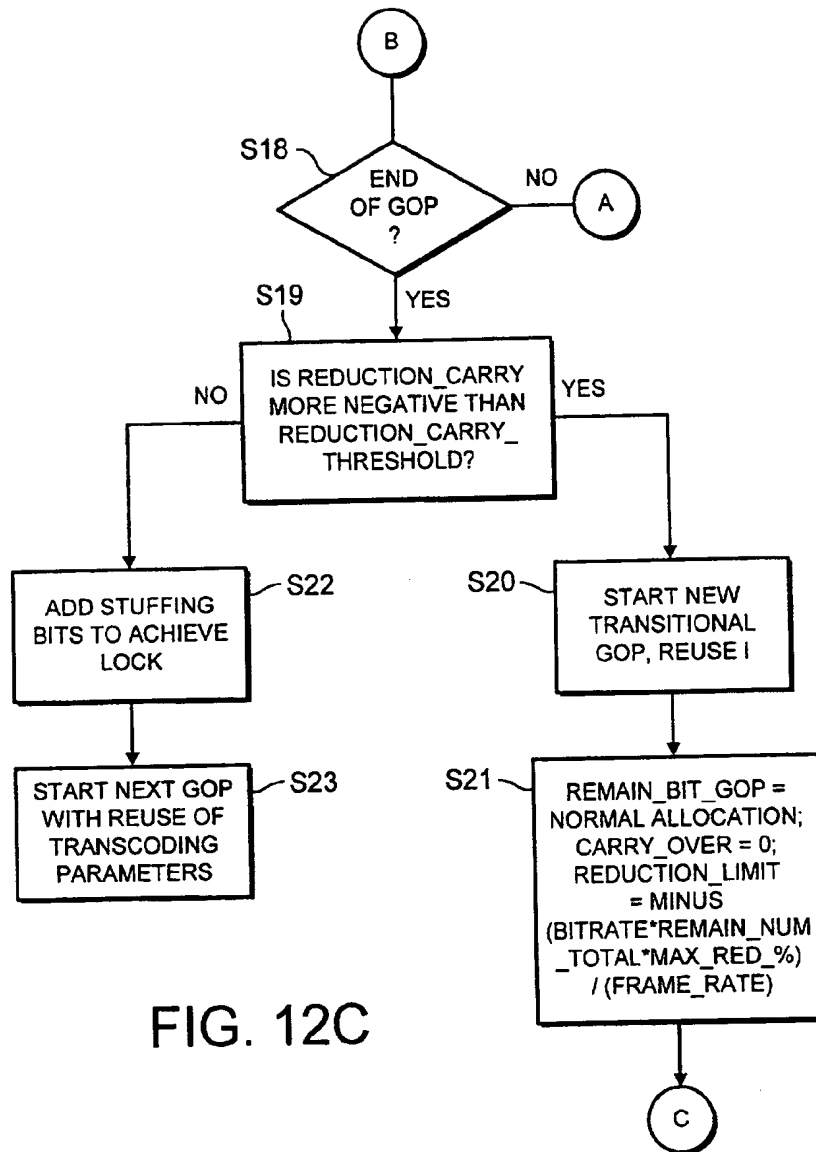 B
S18
END
OF GOP
?
NO
A
YES
S19
NO
IS REDUCTION_CARRY
MORE NEGATIVE THAN
REDUCTION_CARRY_
THRESHOLD?
YES
ADD STUFFING
BITS TO ACHIEVE
LOCK
S22
S20
START NEW
TRANSITIONAL
GOP, REUSE I
START NEXT GOP
WITH REUSE OF
TRANSCODING
PARAMETERS
S23
S21
REMAIN_BIT_GOP =
NORMAL ALLOCATION;
CARRY_OVER = 0;
REDUCTION_LIMIT
= MINUS
(BITRATE*REMAIN_NUM
_TOTAL*MAX_RED_%)
/ (FRAME_RATE)
FIG. 12C
C